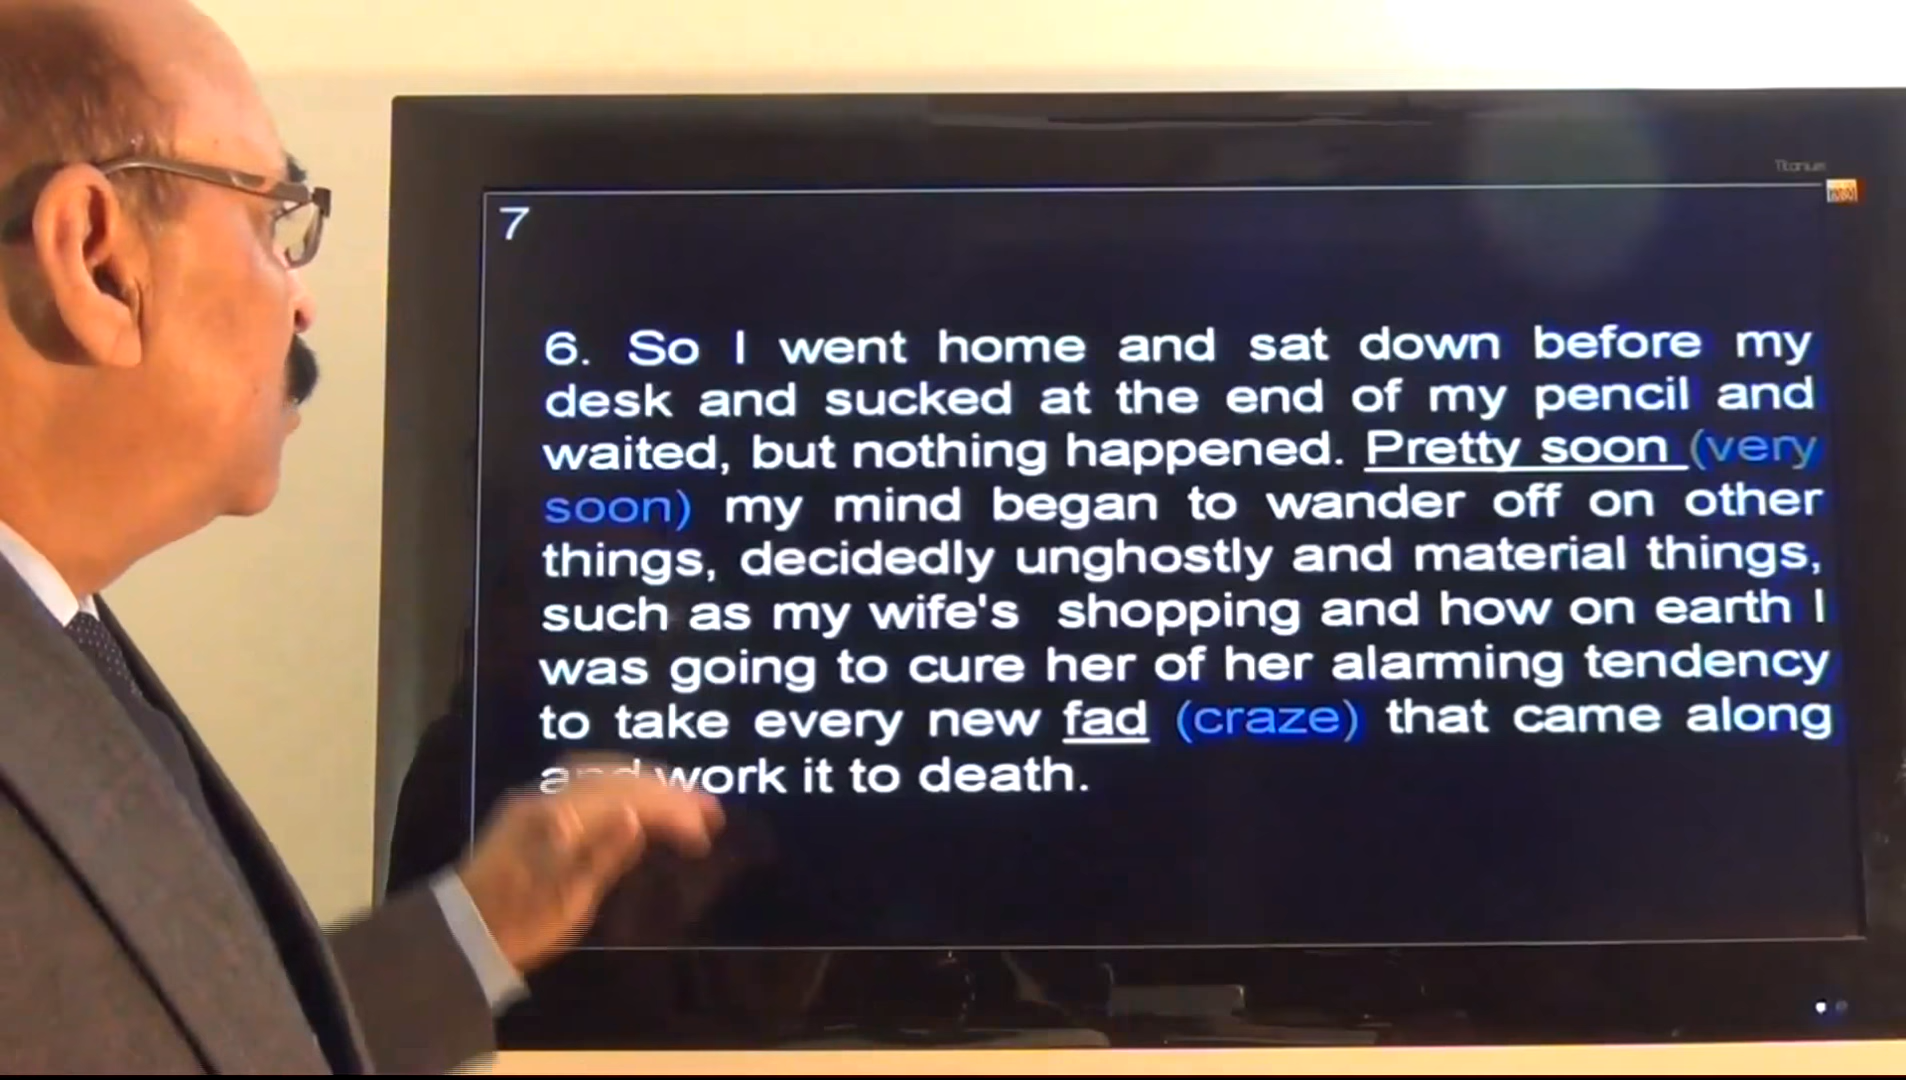 Titanium
7
6. So I went home and sat down before my
desk and sucked at the end of my pencil and
waited, but nothing happened. Pretty soon (very
soon) my mind began to wander off on other
things, decidedly unghostly and material things,
such as my wife's shopping and how on earth I
was going to cure her of her alarming tendency
to take every new fad (craze) that came along
and work it to death.